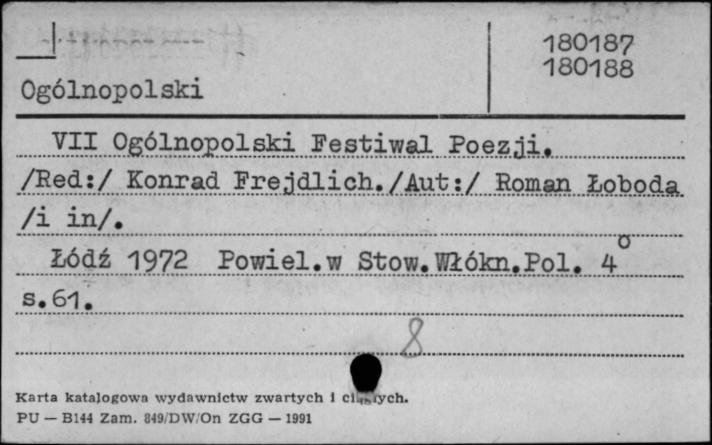 180187
180188
Ogólnopolski
VII Ogólnopolski Festiwal Poezji.
/Red:/ Konrad Frejdlich./Aut:/ Roman Łoboda
/i in/.
Łódź 1972 Powiel.w Stow.Włókn.Pol. 4°
s.61.
8
Karta katalogowa wydawnictw zwartych i ciągłych.
PU — B144 Zam. 849/DW/On ZGG — 1991